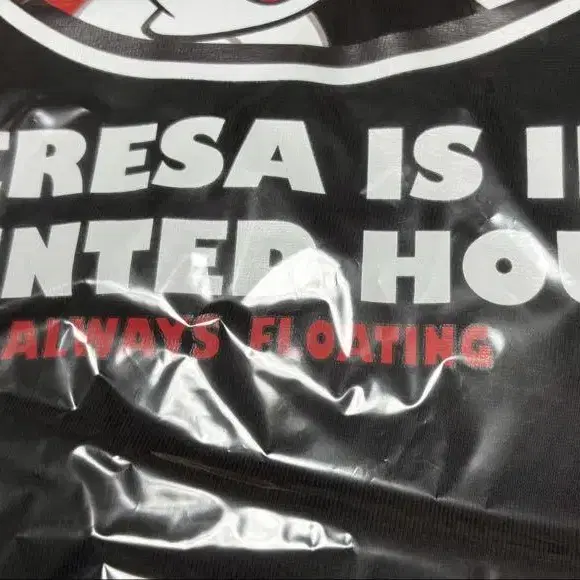 ERESA IS I
NTED HOU
ALWAYS FLOATING